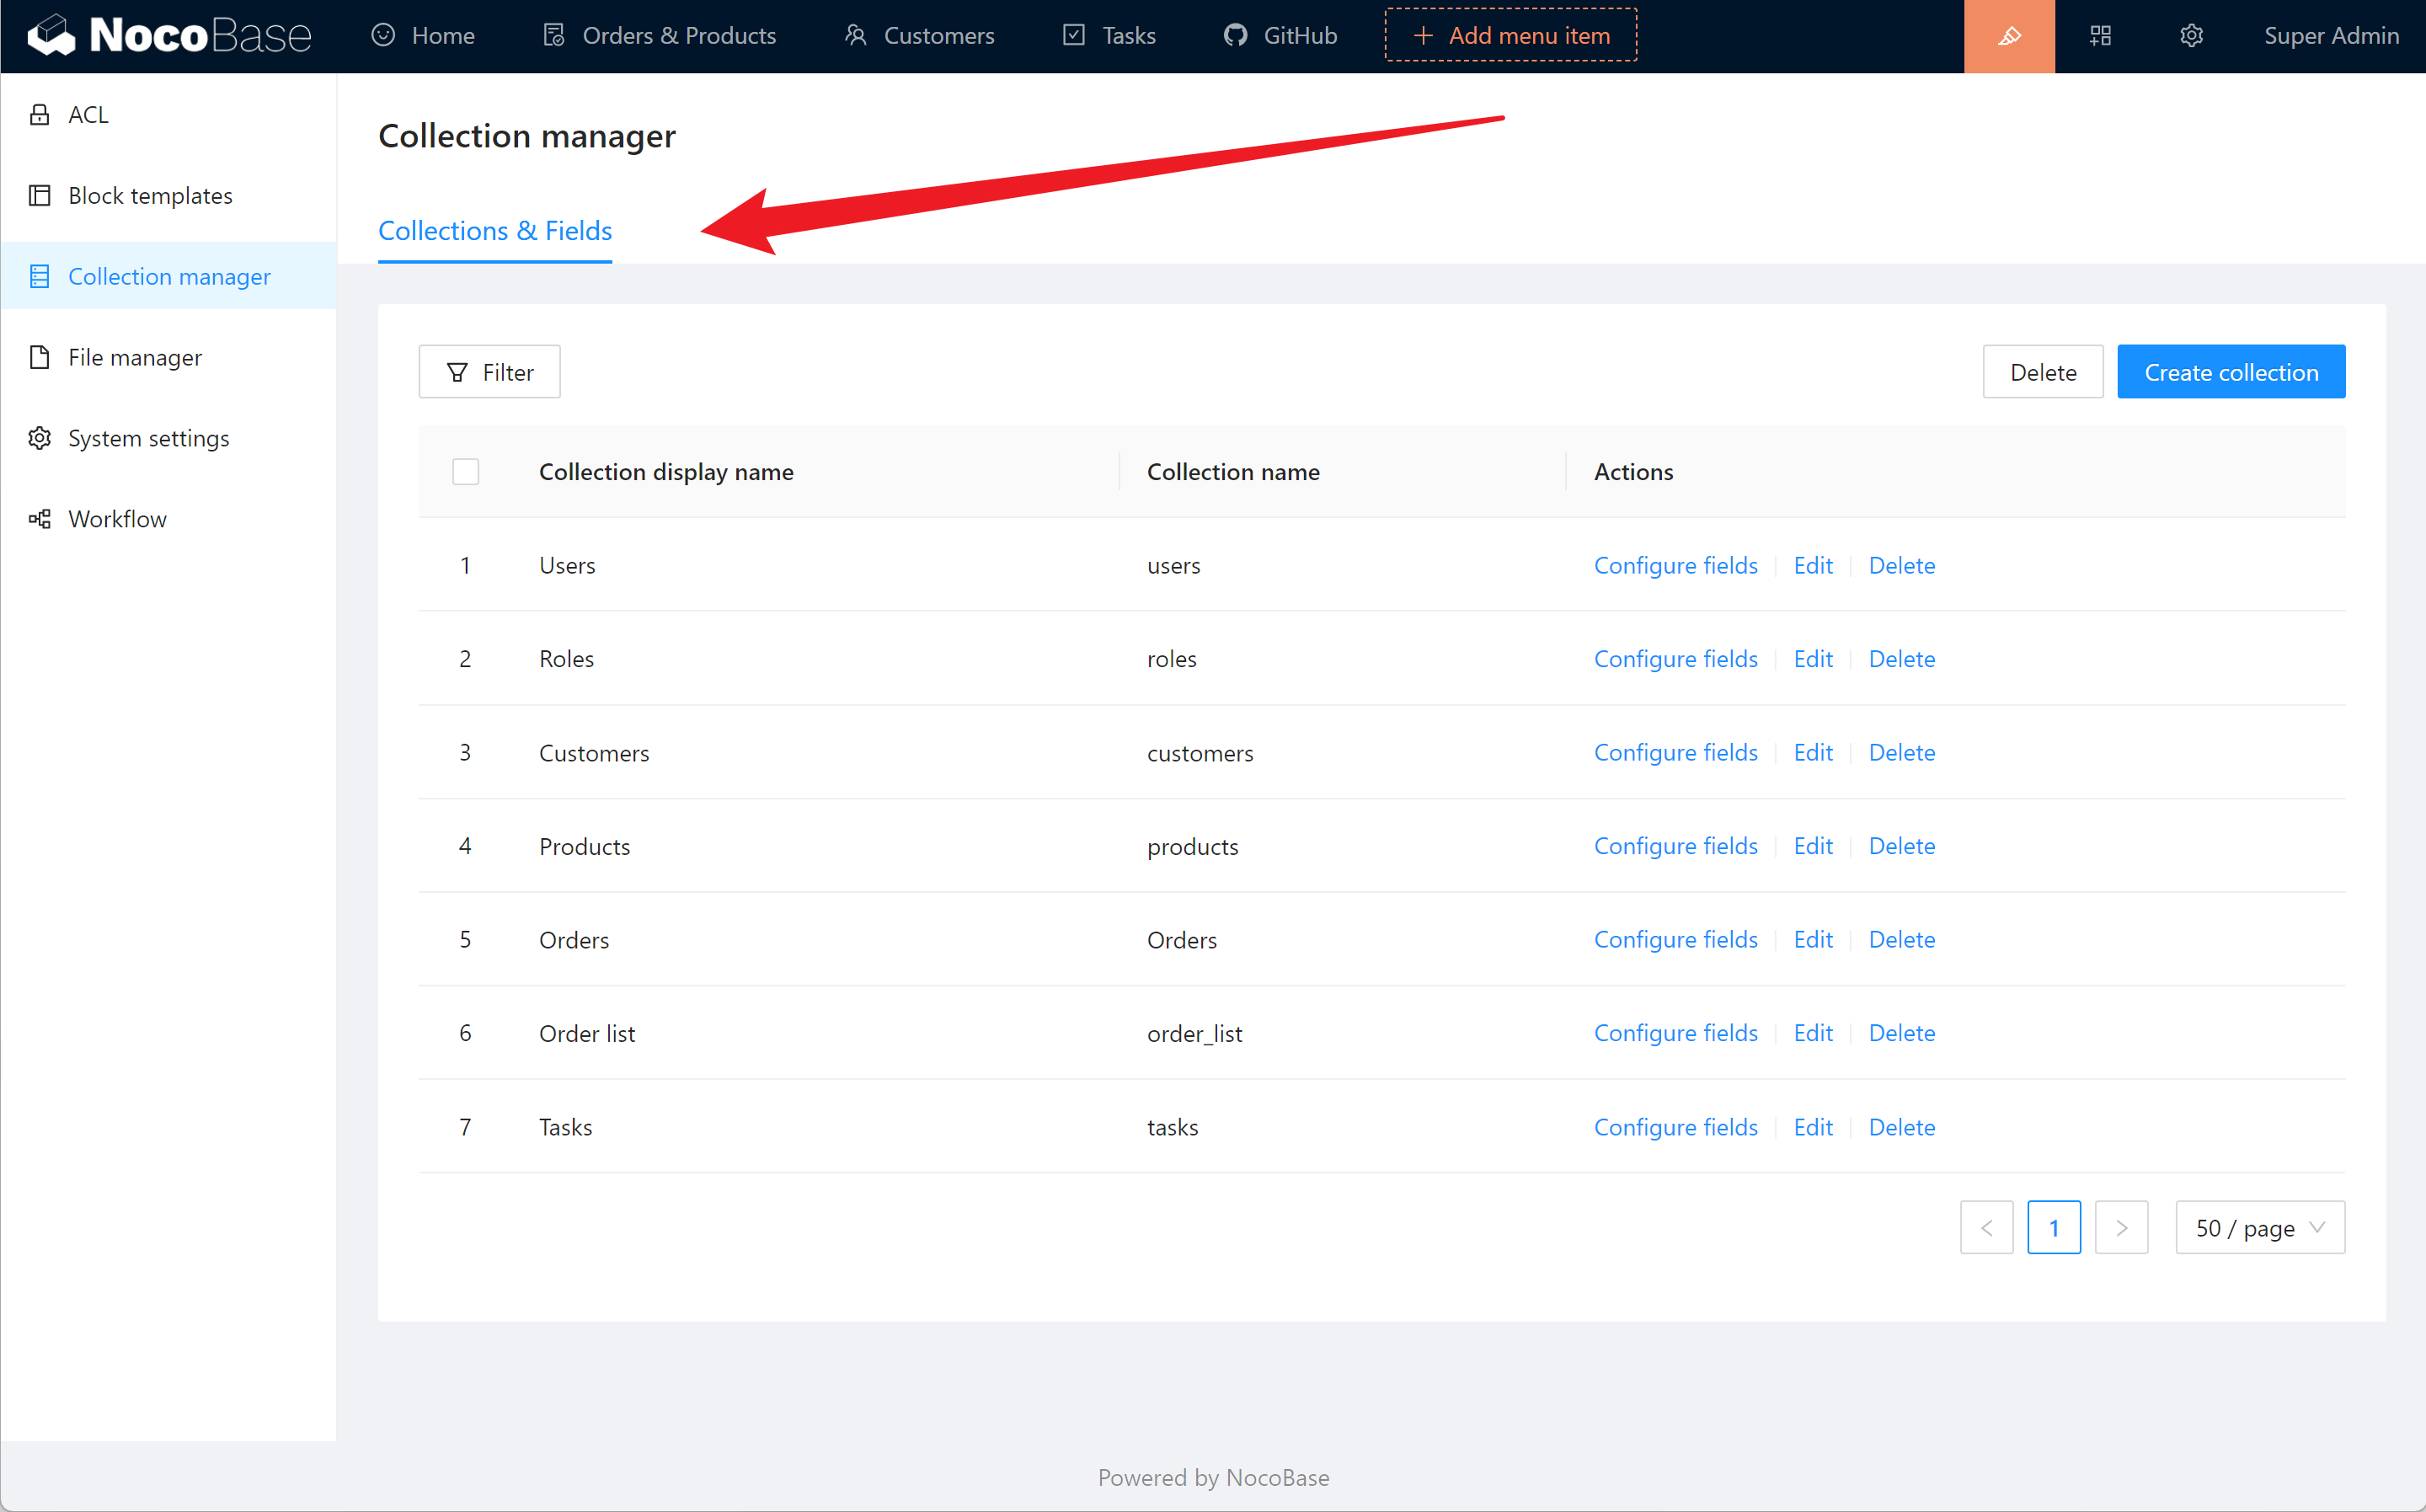 NocoBase Home Orders & Products Customers Tasks GitHub + Add menu item Super Admin
ACL
Block templates
Collection manager
File manager
System settings
Workflow
Collection manager
Collections & Fields
Filter Delete Create collection
Collection display name Collection name Actions
1 Users users Configure fields Edit Delete
2 Roles roles Configure fields Edit Delete
3 Customers customers Configure fields Edit Delete
4 Products products Configure fields Edit Delete
5 Orders Orders Configure fields Edit Delete
6 Order list order_list Configure fields Edit Delete
7 Tasks tasks Configure fields Edit Delete
< 1 > 50 / page
Powered by NocoBase